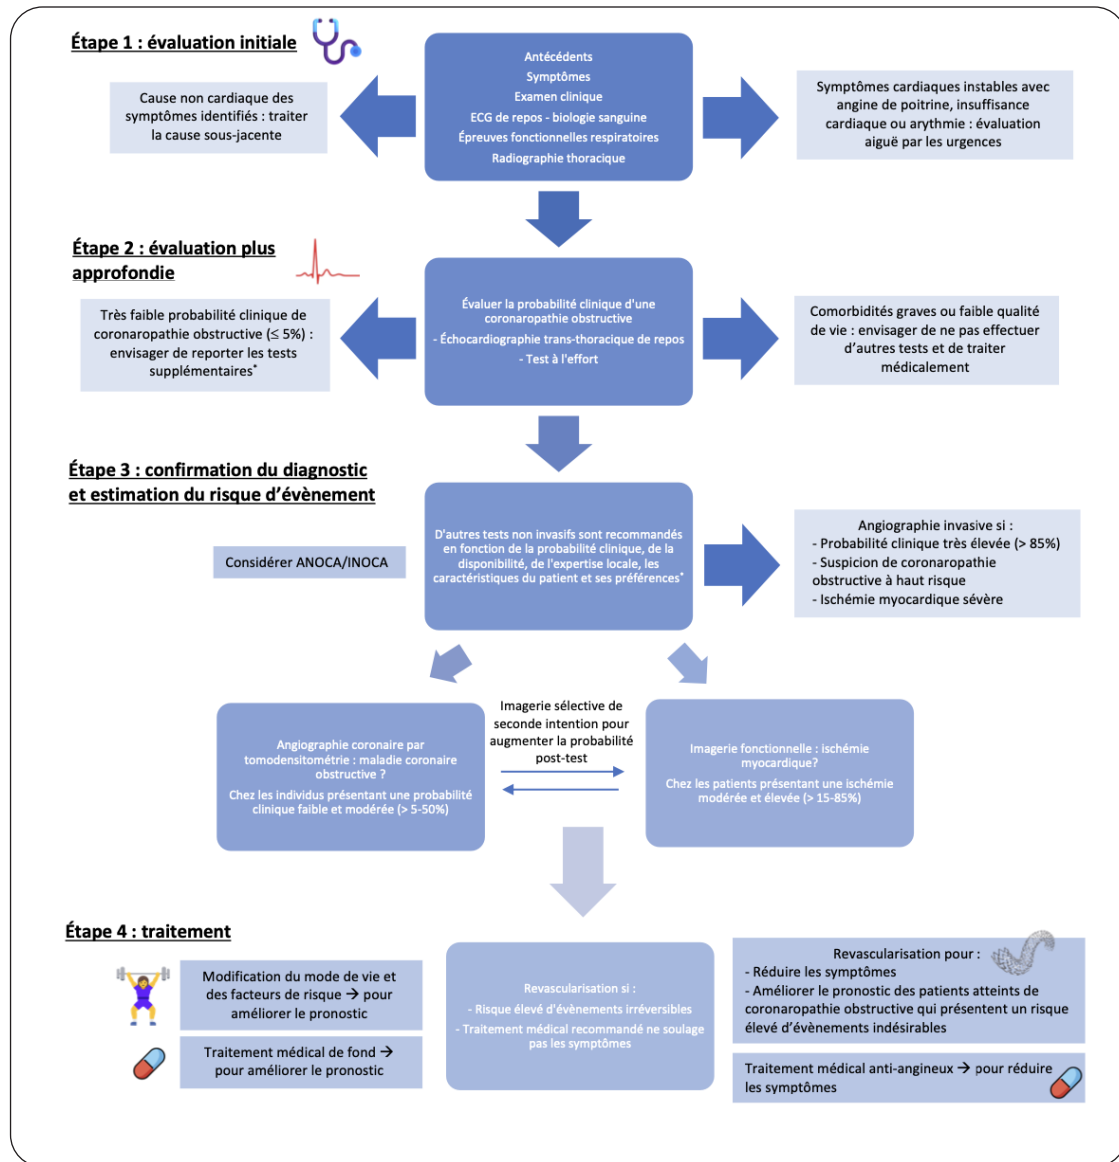 Étape 1 : évaluation initiale
Cause non cardiaque des
symptômes identifiés : traiter
la cause sous-jacente
Antécédents
Symptômes
Examen clinique
ECG de repos - biologie sanguine
Épreuves fonctionnelles respiratoires
Radiographie thoracique
Symptômes cardiaques instables avec
angine de poitrine, insuffisance
cardiaque ou arythmie : évaluation
aiguë par les urgences
Étape 2 : évaluation plus
approfondie
Très faible probabilité clinique
de coronaropathie obstructive (≤ 5%) :
envisager de reporter les tests
supplémentaires*
Évaluer la probabilité clinique d'une
coronaropathie obstructive
- Échocardiographie trans-thoracique de repos
- Test à l'effort
Comorbidités graves ou faible qualité
de vie : envisager de ne pas effectuer
d'autres tests et de traiter
médicalement
Étape 3 : confirmation du diagnostic
et estimation du risque d'évènement
Considérer ANOCA/INOCA
D'autres tests non invasifs sont recommandés
en fonction de la probabilité clinique, de la
disponibilité, de l'expertise locale, les
caractéristiques du patient et ses préférences*
Angiographie invasive si :
- Probabilité clinique très élevée (> 85%)
- Suspicion de coronaropathie
obstructive à haut risque
- Ischémie myocardique sévère
Angiographie coronaire par
tomodensitométrie : maladie coronaire
obstructive ?
Chez les individus présentant une probabilité
clinique faible et modérée (> 5-50%)
Imagerie sélective de
seconde intention pour
augmenter la probabilité
post-test
Imagerie fonctionnelle : ischémie
myocardique?
Chez les patients présentant une ischémie
modérée et élevée (> 15-85%)
Étape 4 : traitement
Modification du mode de vie et
des facteurs de risque → pour
améliorer le pronostic
Traitement médical de fond →
pour améliorer le pronostic
Revascularisation si :
- Risque élevé d'évènements irréversibles
- Traitement médical recommandé ne soulage
pas les symptômes
Revascularisation pour :
- Réduire les symptômes
- Améliorer le pronostic des patients atteints de
coronaropathie obstructive qui présentent un risque
élevé d'évènements indésirables
Traitement médical anti-angineux → pour réduire
les symptômes